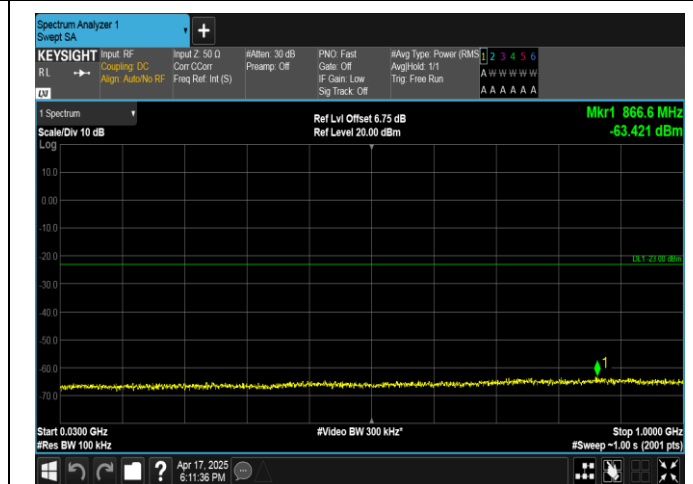 Spectrum Analyzer 1
Swept SA
+
KEYSIGHT Input: RF Input Z: 50 Ω #Atten: 30 dB PNO: Fast #Avg Type: Power (RMS 1 2 3 4 5 6
RL Coupling: DC Corr CCorr Preamp: Off Gate: Off Avg|Hold: 1/1 A W W W W W
Align: Auto/No RF Freq Ref: Int (S) IF Gain: Low Trig: Free Run
Sig Track: Off A A A A A A
LXI
1 Spectrum Ref Lvl Offset 6.75 dB Mkr1 866.6 MHz
Scale/Div 10 dB Ref Level 20.00 dBm -63.421 dBm
Log
10.0
0.00
-10.0
-20.0
DL1 -23.00 dBm
-30.0
-40.0
-50.0
1
-60.0
-70.0
Start 0.0300 GHz #Video BW 300 kHz* Stop 1.0000 GHz
#Res BW 100 kHz #Sweep ~1.00 s (2001 pts)
? Apr 17, 2025
6:11:36 PM